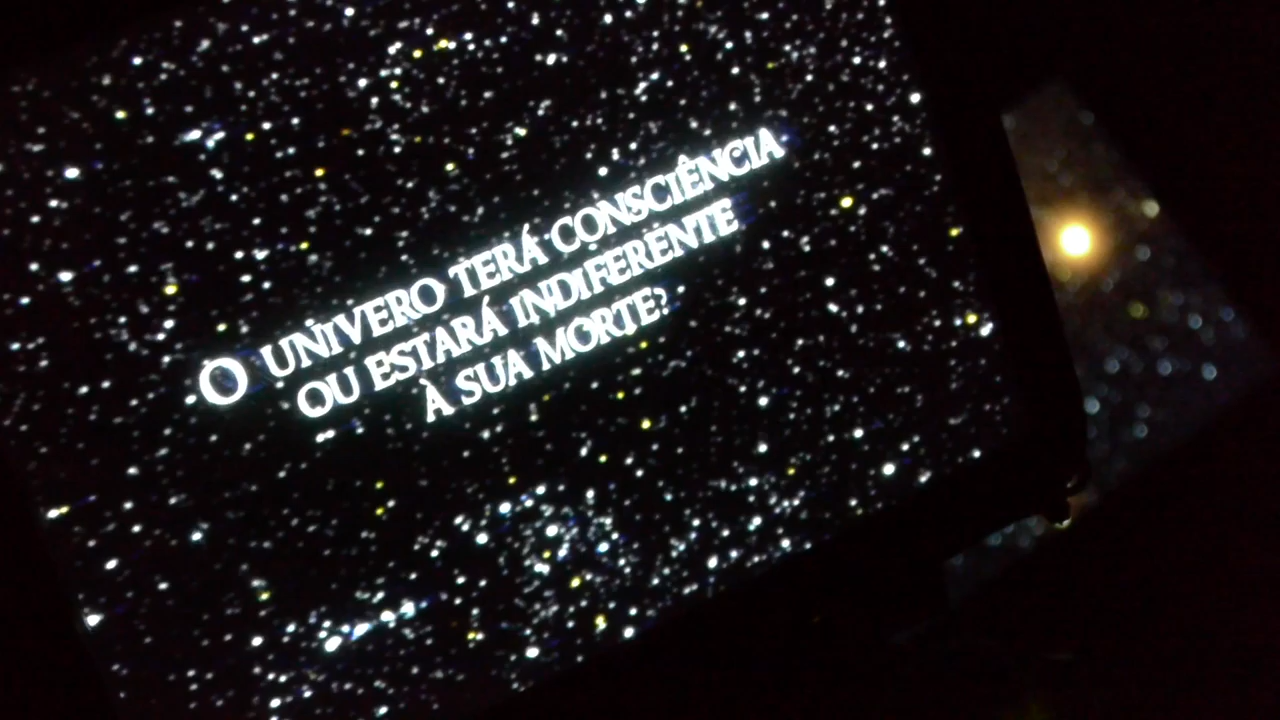 O UNIVERO TERÁ CONSCIÊNCIA
OU ESTARÁ INDIFERENTE
À SUA MORTE?